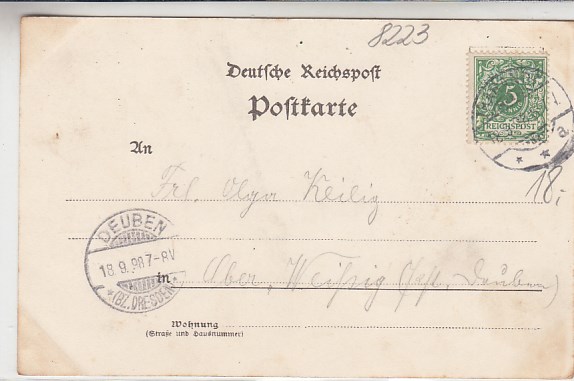 8223
Deutsche Reichspost
Postkarte
5
REICHSPOST
An
Frl. Olga Keilig
18,-
DEUBEN
18.9.98 7-8V
*(BZ. DRESDEN)*
in Ober, Weißig (pst. Deuben)
Wohnung
(Straße und Hausnummer)